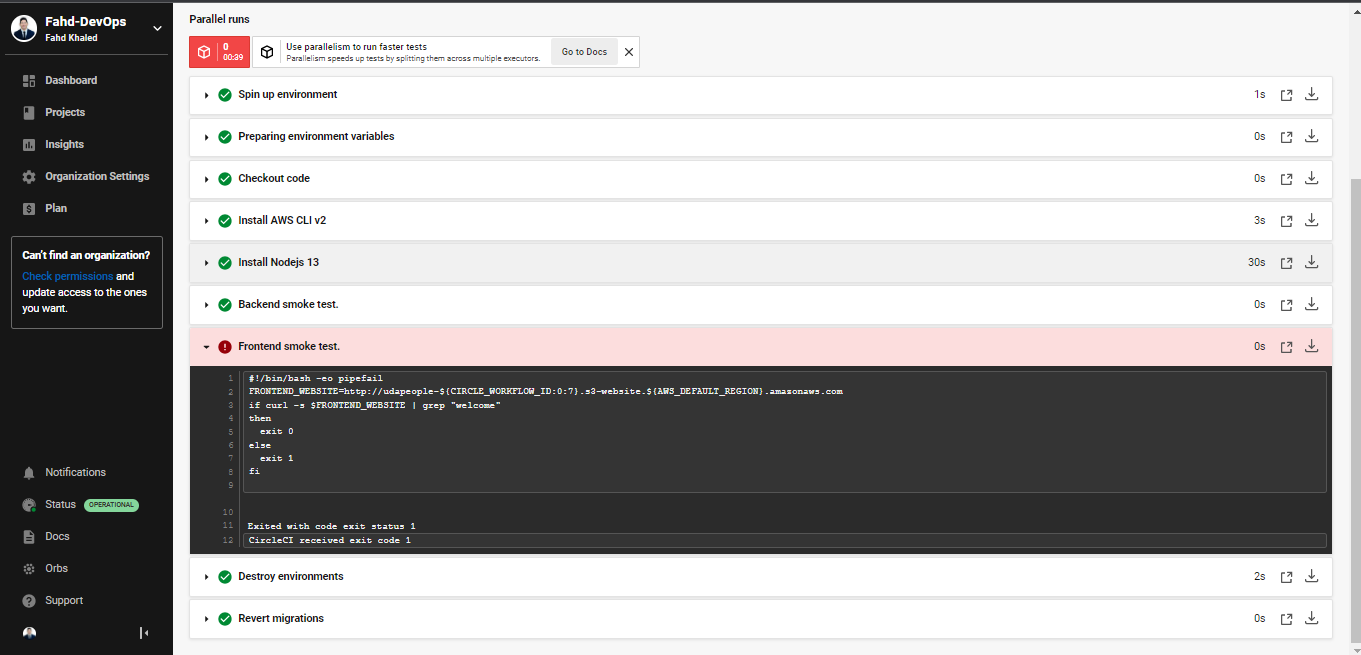 Fahd-DevOps
Fahd Khaled
Dashboard
Projects
Insights
Organization Settings
Plan
Can't find an organization?
Check permissions and
update access to the ones
you want.
Notifications
Status OPERATIONAL
Docs
Orbs
Support
Parallel runs
0
00:39
Use parallelism to run faster tests
Parallelism speeds up tests by splitting them across multiple executors.
Go to Docs
Spin up environment 1s
Preparing environment variables 0s
Checkout code 0s
Install AWS CLI v2 3s
Install Nodejs 13 30s
Backend smoke test. 0s
Frontend smoke test. 0s
1 #!/bin/bash -eo pipefail
2 FRONTEND_WEBSITE=http://udapeople-${CIRCLE_WORKFLOW_ID:0:7}.s3-website.${AWS_DEFAULT_REGION}.amazonaws.com
3 if curl -s $FRONTEND_WEBSITE | grep "welcome"
4 then
5   exit 0
6 else
7   exit 1
8 fi
9
10
11 Exited with code exit status 1
12 CircleCI received exit code 1
Destroy environments 2s
Revert migrations 0s